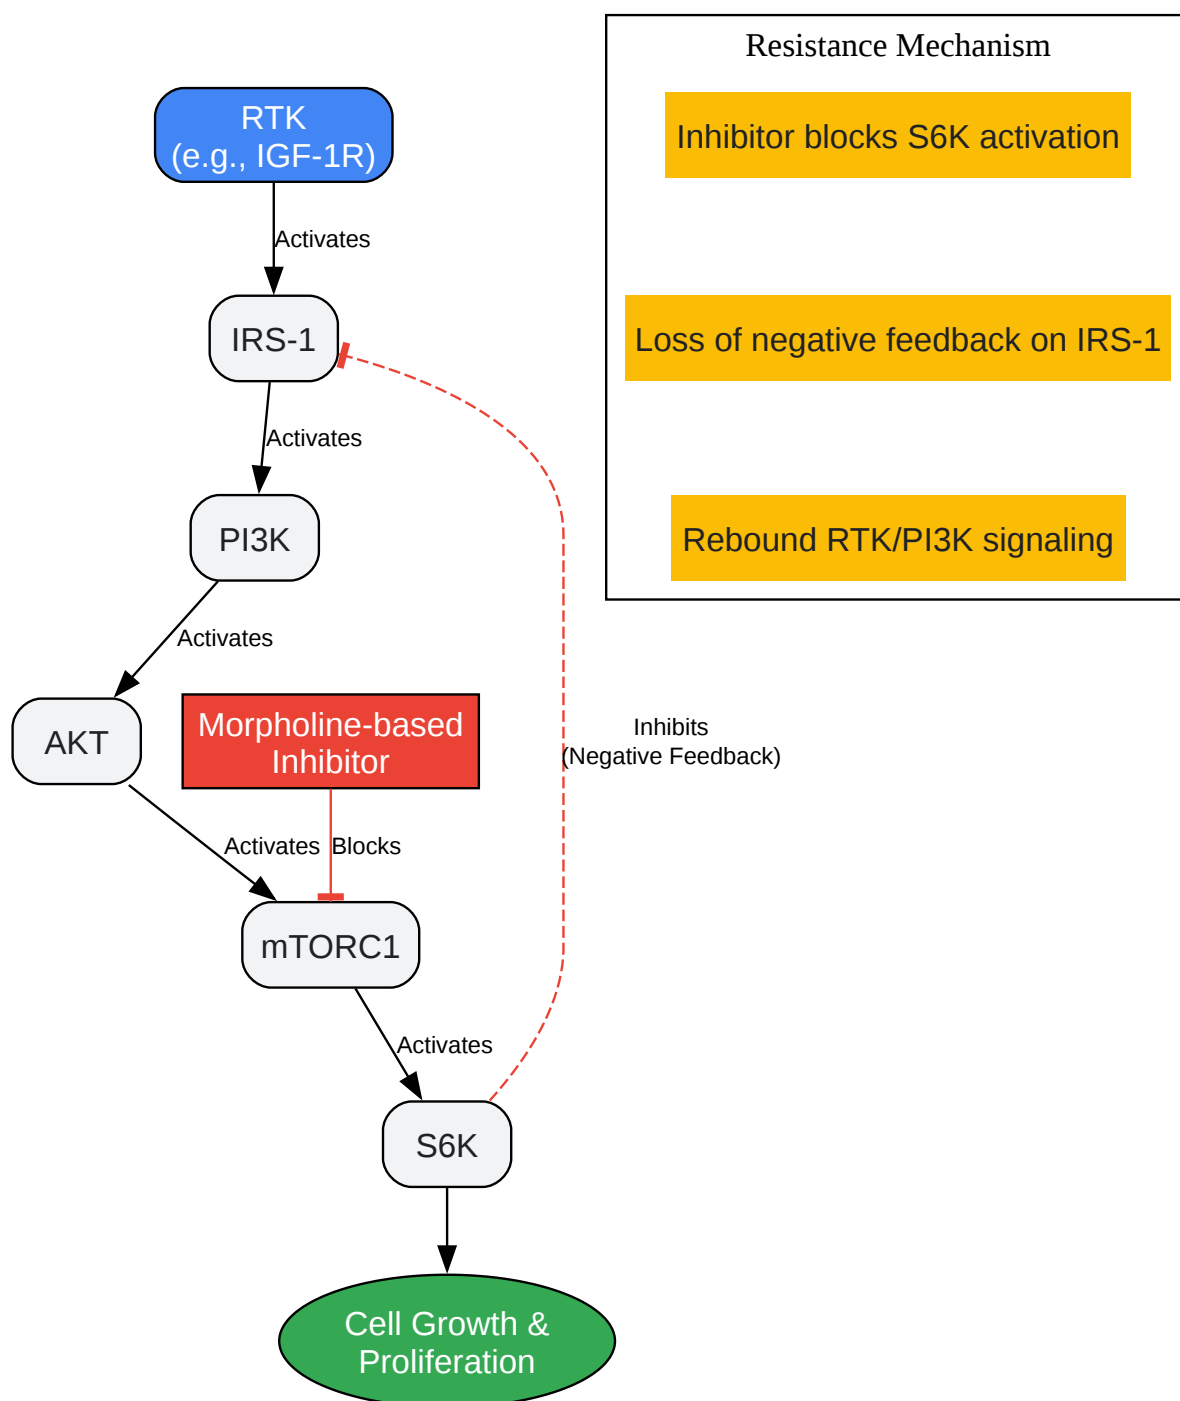 RTK
(e.g., IGF-1R)
Activates
IRS-1
Activates
PI3K
Activates
AKT
Morpholine-based
Inhibitor
Activates
Blocks
mTORC1
Activates
S6K
Cell Growth &
Proliferation
Inhibits
(Negative Feedback)
Resistance Mechanism
Inhibitor blocks S6K activation
Loss of negative feedback on IRS-1
Rebound RTK/PI3K signaling